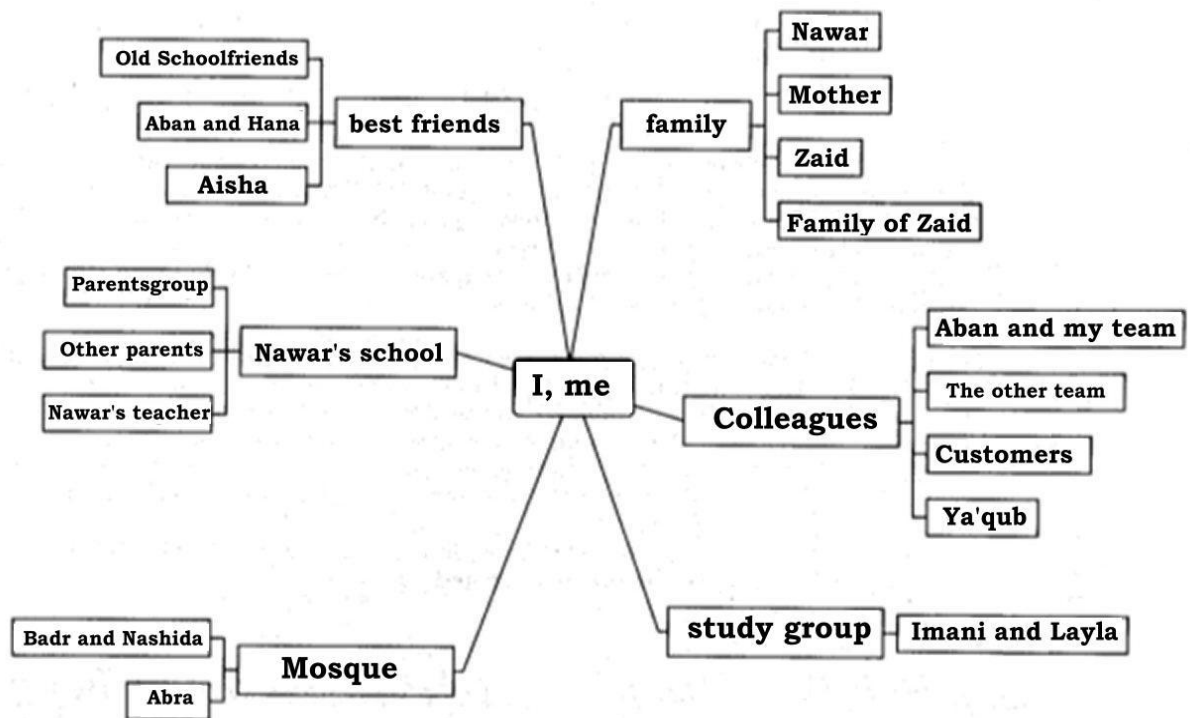 Old Schoolfriends
Aban and Hana
Aisha
best friends
family
Nawar
Mother
Zaid
Family of Zaid
Parentsgroup
Other parents
Nawar's teacher
Nawar's school
I, me
Colleagues
Aban and my team
The other team
Customers
Ya'qub
Badr and Nashida
Abra
Mosque
study group
Imani and Layla